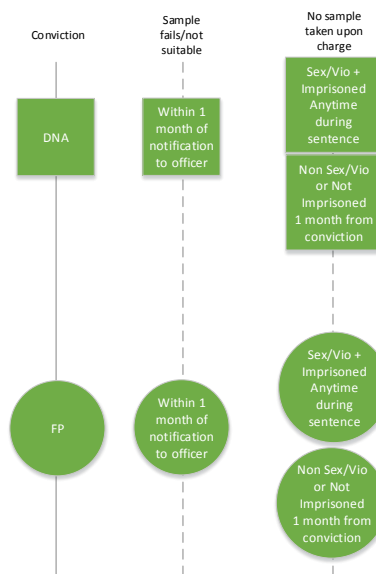 Conviction
Sample
fails/not
suitable
No sample
taken upon
charge
DNA
Within 1
month of
notification
to officer
Sex/Vio +
Imprisoned
Anytime
during
sentence
Non Sex/Vio
or Not
Imprisoned
1 month from
conviction
FP
Within 1
month of
notification
to officer
Sex/Vio +
Imprisoned
Anytime
during
sentence
Non Sex/Vio
or Not
Imprisoned
1 month from
conviction